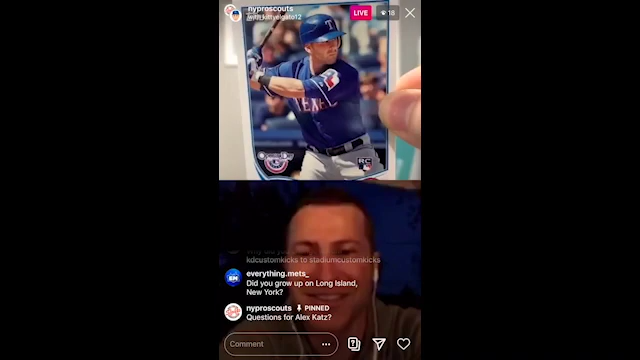 nyproscouts
LIVE
18
TEXAS
RC
kdcustomkicks to stadiumcustomkicks
everything.mets_
EM
Did you grow up on Long Island,
New York?
nyproscouts PINNED
Questions for Alex Katz?
Comment